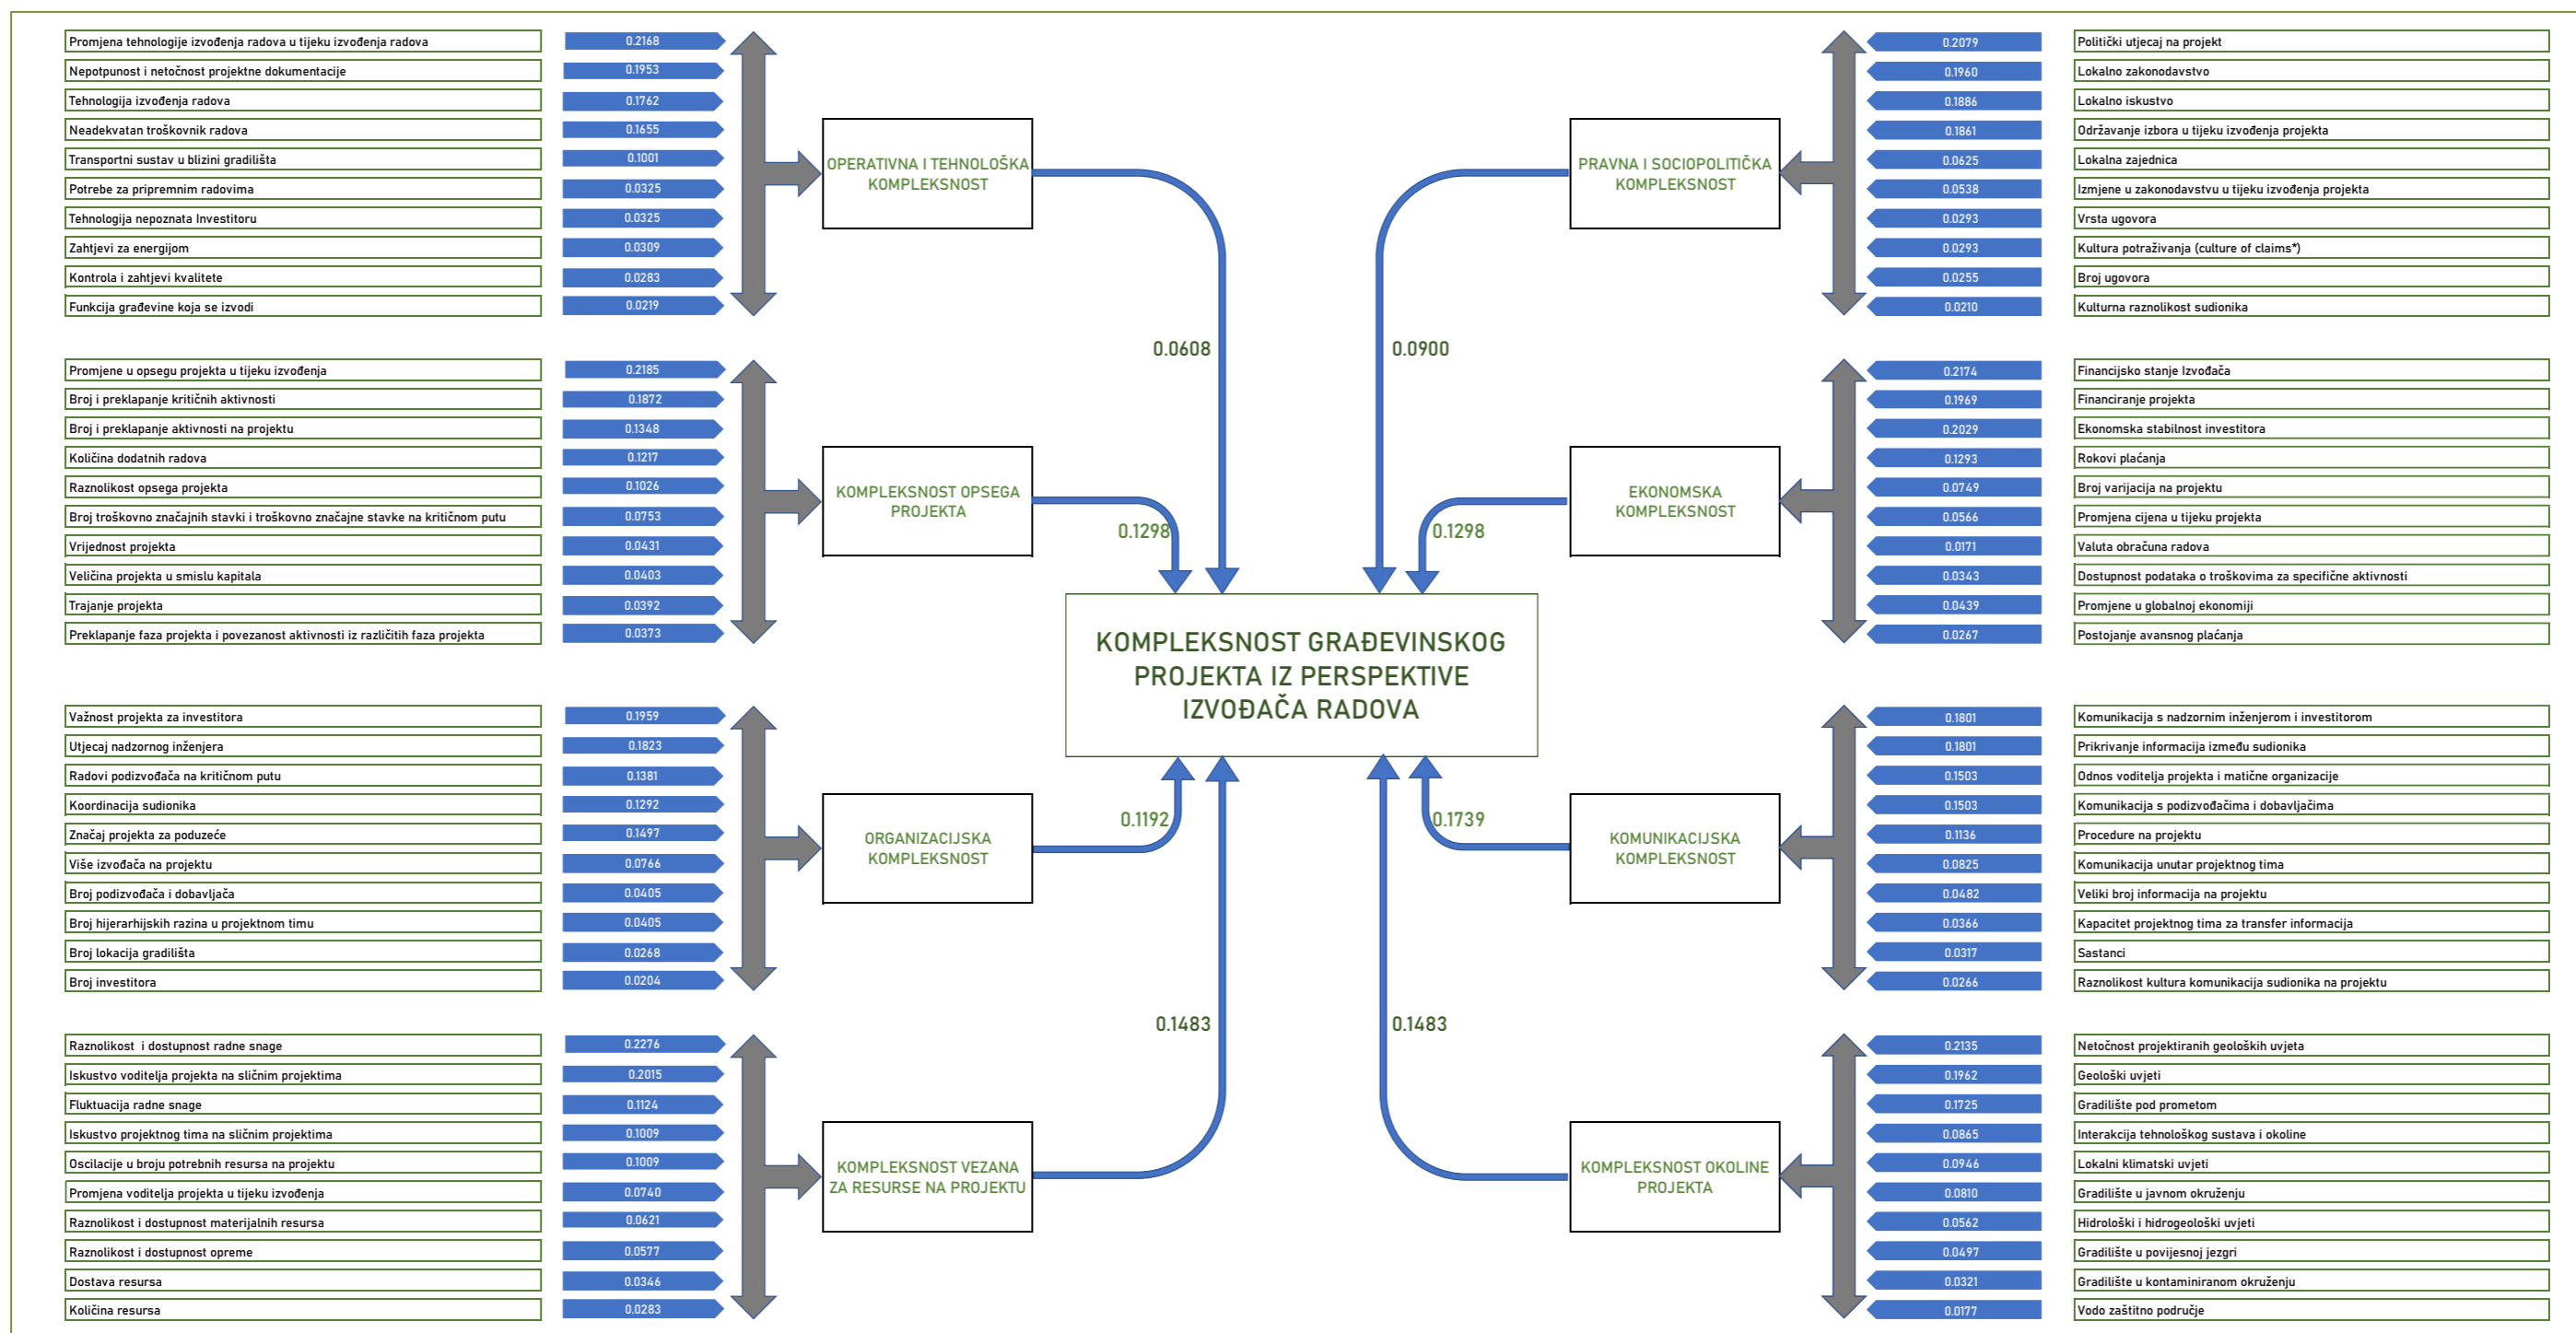 Promjena tehnologije izvođenja radova u tijeku izvođenja radova
0.2168
Nepotpunost i netočnost projektne dokumentacije
0.1953
Tehnologija izvođenja radova
0.1762
Neadekvatan troškovnik radova
0.1655
Transportni sustav u blizini gradilišta
0.1001
Potrebe za pripremnim radovima
0.0325
Tehnologija nepoznata Investitoru
0.0325
Zahtjevi za energijom
0.0309
Kontrola i zahtjevi kvalitete
0.0283
Funkcija građevine koja se izvodi
0.0219
OPERATIVNA I TEHNOLOŠKA
KOMPLEKSNOST
0.0608
Promjene u opsegu projekta u tijeku izvođenja
0.2185
Broj i preklapanje kritičnih aktivnosti
0.1872
Broj i preklapanje aktivnosti na projektu
0.1348
Količina dodatnih radova
0.1217
Raznolikost opsega projekta
0.1026
Broj troškovno značajnih stavki i troškovno značajne stavke na kritičnom putu
0.0753
Vrijednost projekta
0.0431
Veličina projekta u smislu kapitala
0.0403
Trajanje projekta
0.0392
Preklapanje faza projekta i povezanost aktivnosti iz različitih faza projekta
0.0373
KOMPLEKSNOST OPSEGA
PROJEKTA
0.1298
Važnost projekta za investitora
0.1959
Utjecaj nadzornog inženjera
0.1823
Radovi podizvođača na kritičnom putu
0.1381
Koordinacija sudionika
0.1292
Značaj projekta za poduzeće
0.1497
Više izvođača na projektu
0.0766
Broj podizvođača i dobavljača
0.0405
Broj hijerarhijskih razina u projektnom timu
0.0405
Broj lokacija gradilišta
0.0268
Broj investitora
0.0204
ORGANIZACIJSKA
KOMPLEKSNOST
0.1192
Raznolikost  i dostupnost radne snage
0.2276
Iskustvo voditelja projekta na sličnim projektima
0.2015
Fluktuacija radne snage
0.1124
Iskustvo projektnog tima na sličnim projektima
0.1009
Oscilacije u broju potrebnih resursa na projektu
0.1009
Promjena voditelja projekta u tijeku izvođenja
0.0740
Raznolikost i dostupnost materijalnih resursa
0.0621
Raznolikost i dostupnost opreme
0.0577
Dostava resursa
0.0346
Količina resursa
0.0283
KOMPLEKSNOST VEZANA
ZA RESURSE NA PROJEKTU
0.1483
KOMPLEKSNOST GRAĐEVINSKOG
PROJEKTA IZ PERSPEKTIVE
IZVOĐAČA RADOVA
0.2079
Politički utjecaj na projekt
0.1960
Lokalno zakonodavstvo
0.1886
Lokalno iskustvo
0.1861
Održavanje izbora u tijeku izvođenja projekta
0.0625
Lokalna zajednica
0.0538
Izmjene u zakonodavstvu u tijeku izvođenja projekta
0.0293
Vrsta ugovora
0.0293
Kultura potraživanja (culture of claims*)
0.0255
Broj ugovora
0.0210
Kulturna raznolikost sudionika
PRAVNA I SOCIOPOLITIČKA
KOMPLEKSNOST
0.0900
0.2174
Financijsko stanje Izvođača
0.1969
Financiranje projekta
0.2029
Ekonomska stabilnost investitora
0.1293
Rokovi plaćanja
0.0749
Broj varijacija na projektu
0.0566
Promjena cijena u tijeku projekta
0.0171
Valuta obračuna radova
0.0343
Dostupnost podataka o troškovima za specifične aktivnosti
0.0439
Promjene u globalnoj ekonomiji
0.0267
Postojanje avansnog plaćanja
EKONOMSKA
KOMPLEKSNOST
0.1298
0.1801
Komunikacija s nadzornim inženjerom i investitorom
0.1801
Prikrivanje informacija između sudionika
0.1503
Odnos voditelja projekta i matične organizacije
0.1503
Komunikacija s podizvođačima i dobavljačima
0.1136
Procedure na projektu
0.0825
Komunikacija unutar projektnog tima
0.0482
Veliki broj informacija na projektu
0.0366
Kapacitet projektnog tima za transfer informacija
0.0317
Sastanci
0.0266
Raznolikost kultura komunikacija sudionika na projektu
KOMUNIKACIJSKA
KOMPLEKSNOST
0.1739
0.2135
Netočnost projektiranih geoloških uvjeta
0.1962
Geološki uvjeti
0.1725
Gradilište pod prometom
0.0865
Interakcija tehnološkog sustava i okoline
0.0946
Lokalni klimatski uvjeti
0.0810
Gradilište u javnom okruženju
0.0562
Hidrološki i hidrogeološki uvjeti
0.0497
Gradilište u povijesnoj jezgri
0.0321
Gradilište u kontaminiranom okruženju
0.0177
Vodo zaštitno područje
KOMPLEKSNOST OKOLINE
PROJEKTA
0.1483